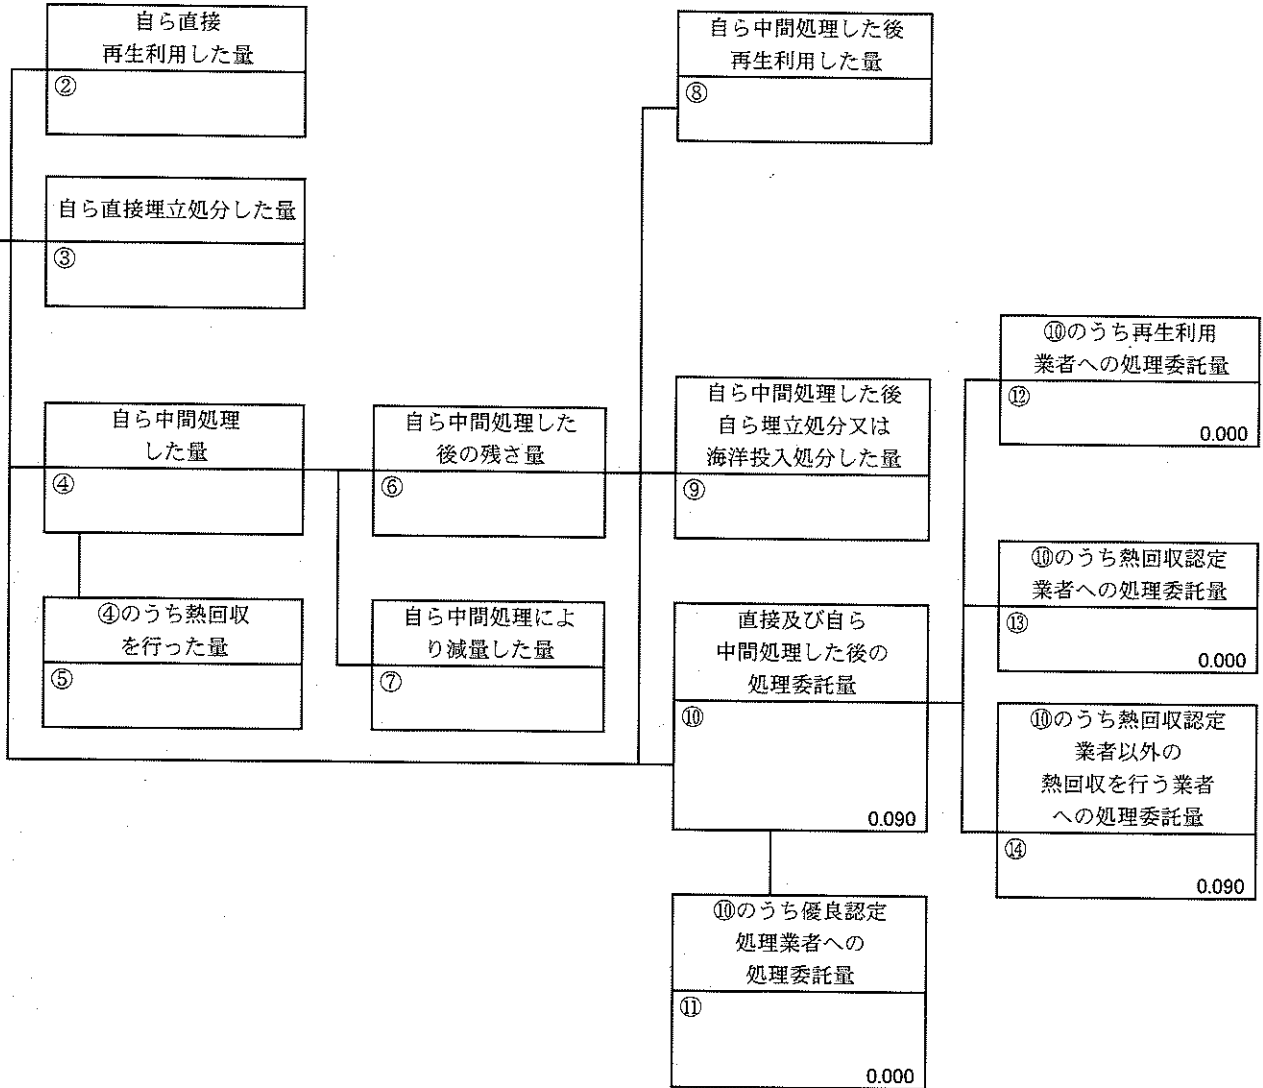 自ら直接
再生利用した量
②
自ら直接埋立処分した量
③
自ら中間処理
した量
④
④のうち熱回収
を行った量
⑤
自ら中間処理した
後の残さ量
⑥
自ら中間処理によ
り減量した量
⑦
自ら中間処理した後
再生利用した量
⑧
自ら中間処理した後
自ら埋立処分又は
海洋投入処分した量
⑨
直接及び自ら
中間処理した後の
処理委託量
⑩
0.090
⑩のうち優良認定
処理業者への
処理委託量
⑪
0.000
⑩のうち再生利用
業者への処理委託量
⑫
0.000
⑩のうち熱回収認定
業者への処理委託量
⑬
0.000
⑩のうち熱回収認定
業者以外の
熱回収を行う業者
への処理委託量
⑭
0.090